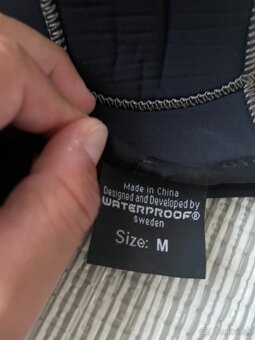 Made in China
Designed and Developed by
WATERPROOF®
Sweden
Size: M